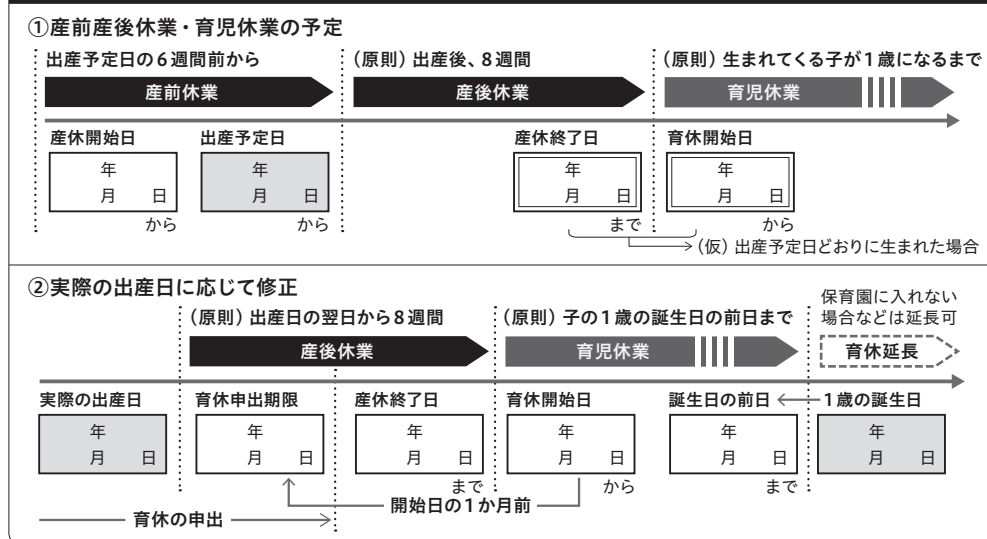 ①産前産後休業・育児休業の予定
出産予定日の6週間前から
(原則)出産後、8週間
(原則)生まれてくる子が1歳になるまで
産前休業
産後休業
育児休業
産休開始日
出産予定日
産休終了日
育休開始日
年
月 日
から
年
月 日
から
年
月 日
まで
年
月 日
から
(仮)出産予定日どおりに生まれた場合
②実際の出産日に応じて修正
(原則)出産日の翌日から8週間
(原則)子の1歳の誕生日の前日まで
保育園に入れない
場合などは延長可
産後休業
育児休業
育休延長
実際の出産日
育休申出期限
産休終了日
育休開始日
誕生日の前日
1歳の誕生日
年
月 日
年
月 日
年
月 日
まで
年
月 日
から
年
月 日
まで
年
月 日
開始日の1か月前
育休の申出